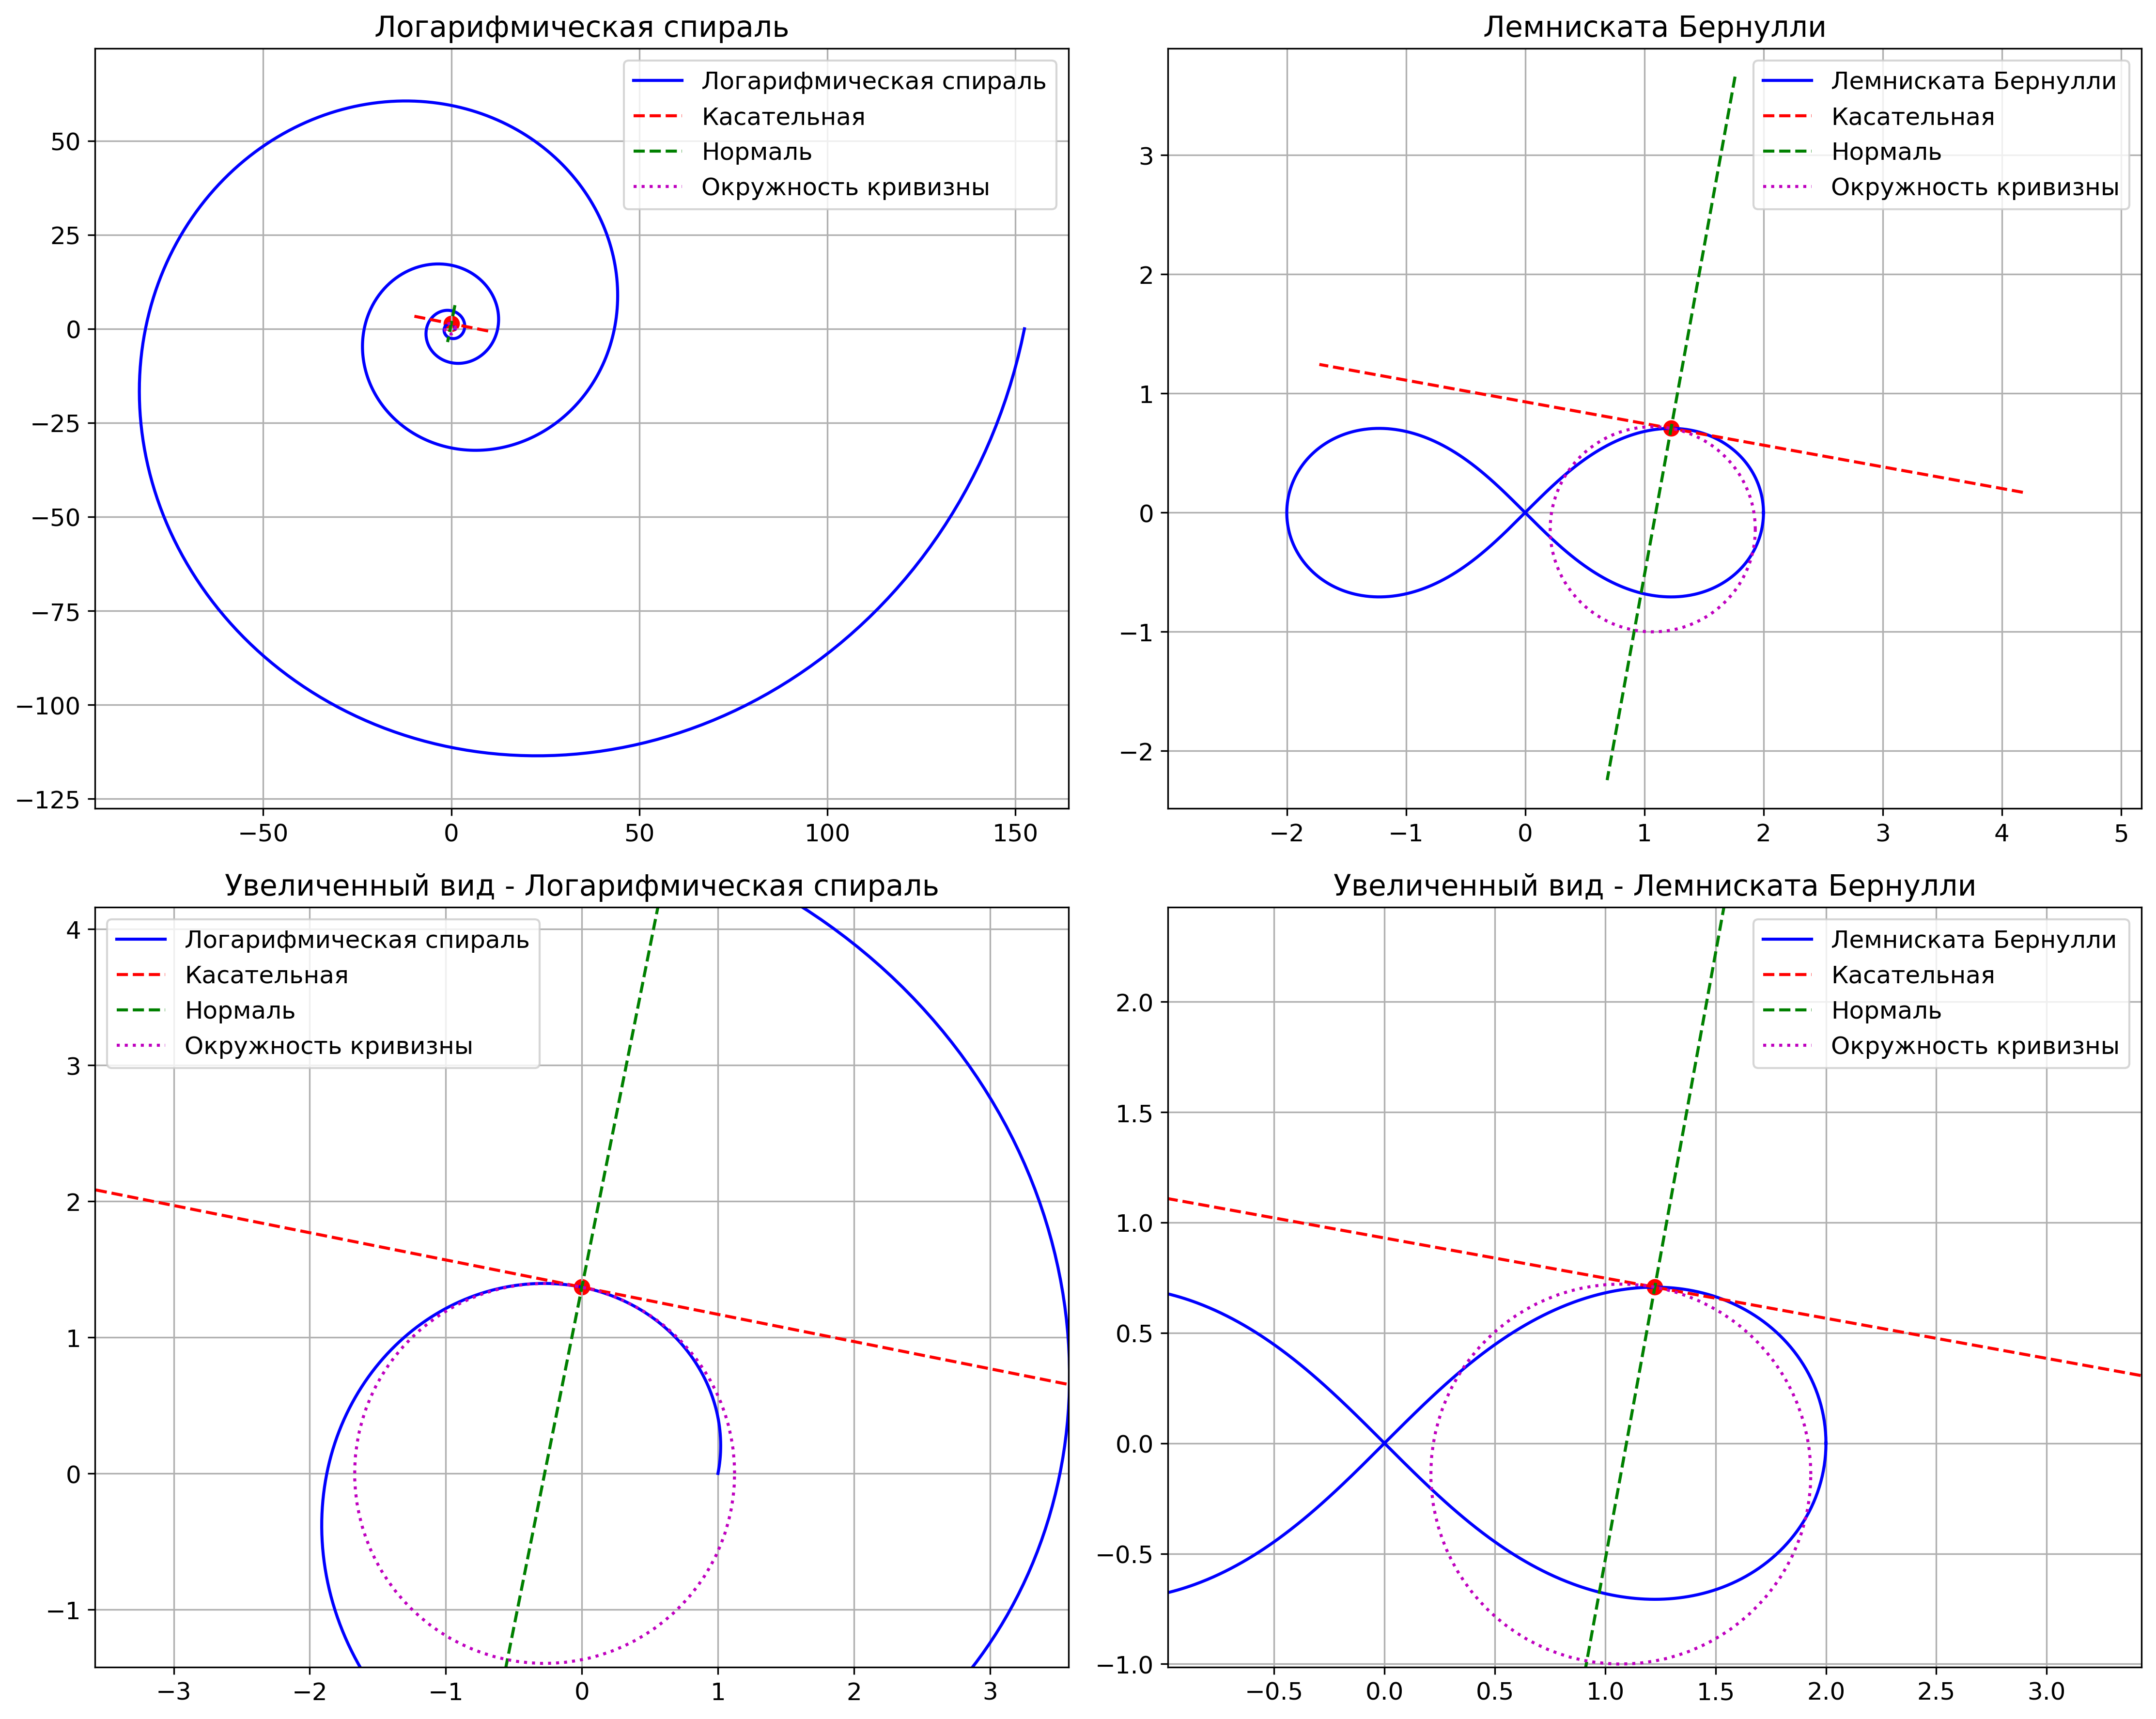 Логарифмическая спираль
Логарифмическая спираль
Касательная
Нормаль
Окружность кривизны
50
25
0
−25
−50
−75
−100
−125
−50
0
50
100
150
Лемниската Бернулли
Лемниската Бернулли
Касательная
Нормаль
Окружность кривизны
3
2
1
0
−1
−2
−2
−1
0
1
2
3
4
5
Увеличенный вид - Логарифмическая спираль
Логарифмическая спираль
Касательная
Нормаль
Окружность кривизны
4
3
2
1
0
−1
−3
−2
−1
0
1
2
3
Увеличенный вид - Лемниската Бернулли
Лемниската Бернулли
Касательная
Нормаль
Окружность кривизны
2.0
1.5
1.0
0.5
0.0
−0.5
−1.0
−0.5
0.0
0.5
1.0
1.5
2.0
2.5
3.0